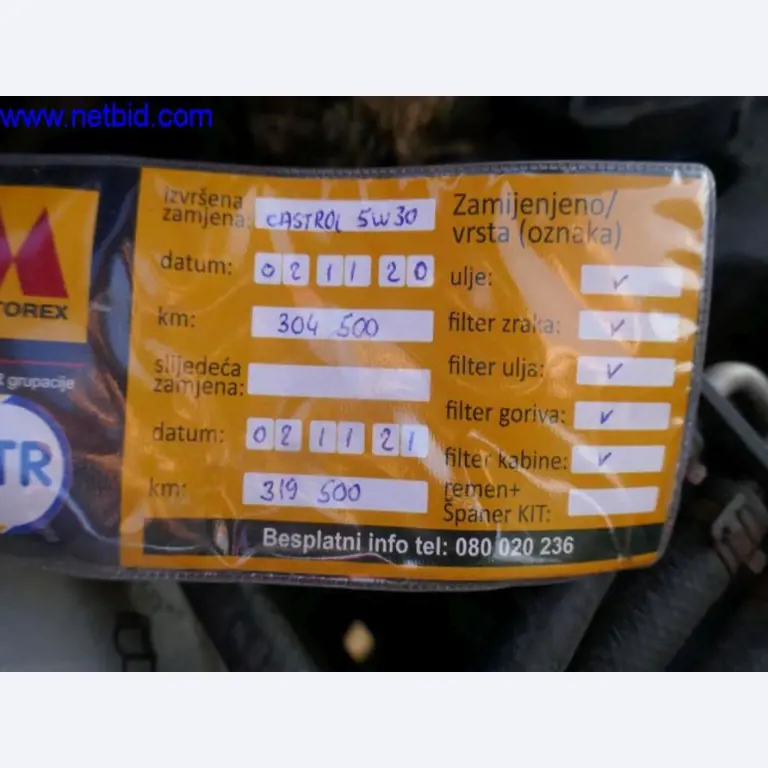 www.netbid.com
TOREX
grupacije
TR
izvršena
zamjena: CASTROL 5W30
datum: 02 11 20
km: 304 500
slijedeća
zamjena:
datum: 02 11 21
km: 319 500
Zamijenjeno/
vrsta (oznaka)
ulje: ✓
filter zraka: ✓
filter ulja: ✓
filter goriva: ✓
filter kabine: ✓
remen+
Španer KIT:
Besplatni info tel: 080 020 236